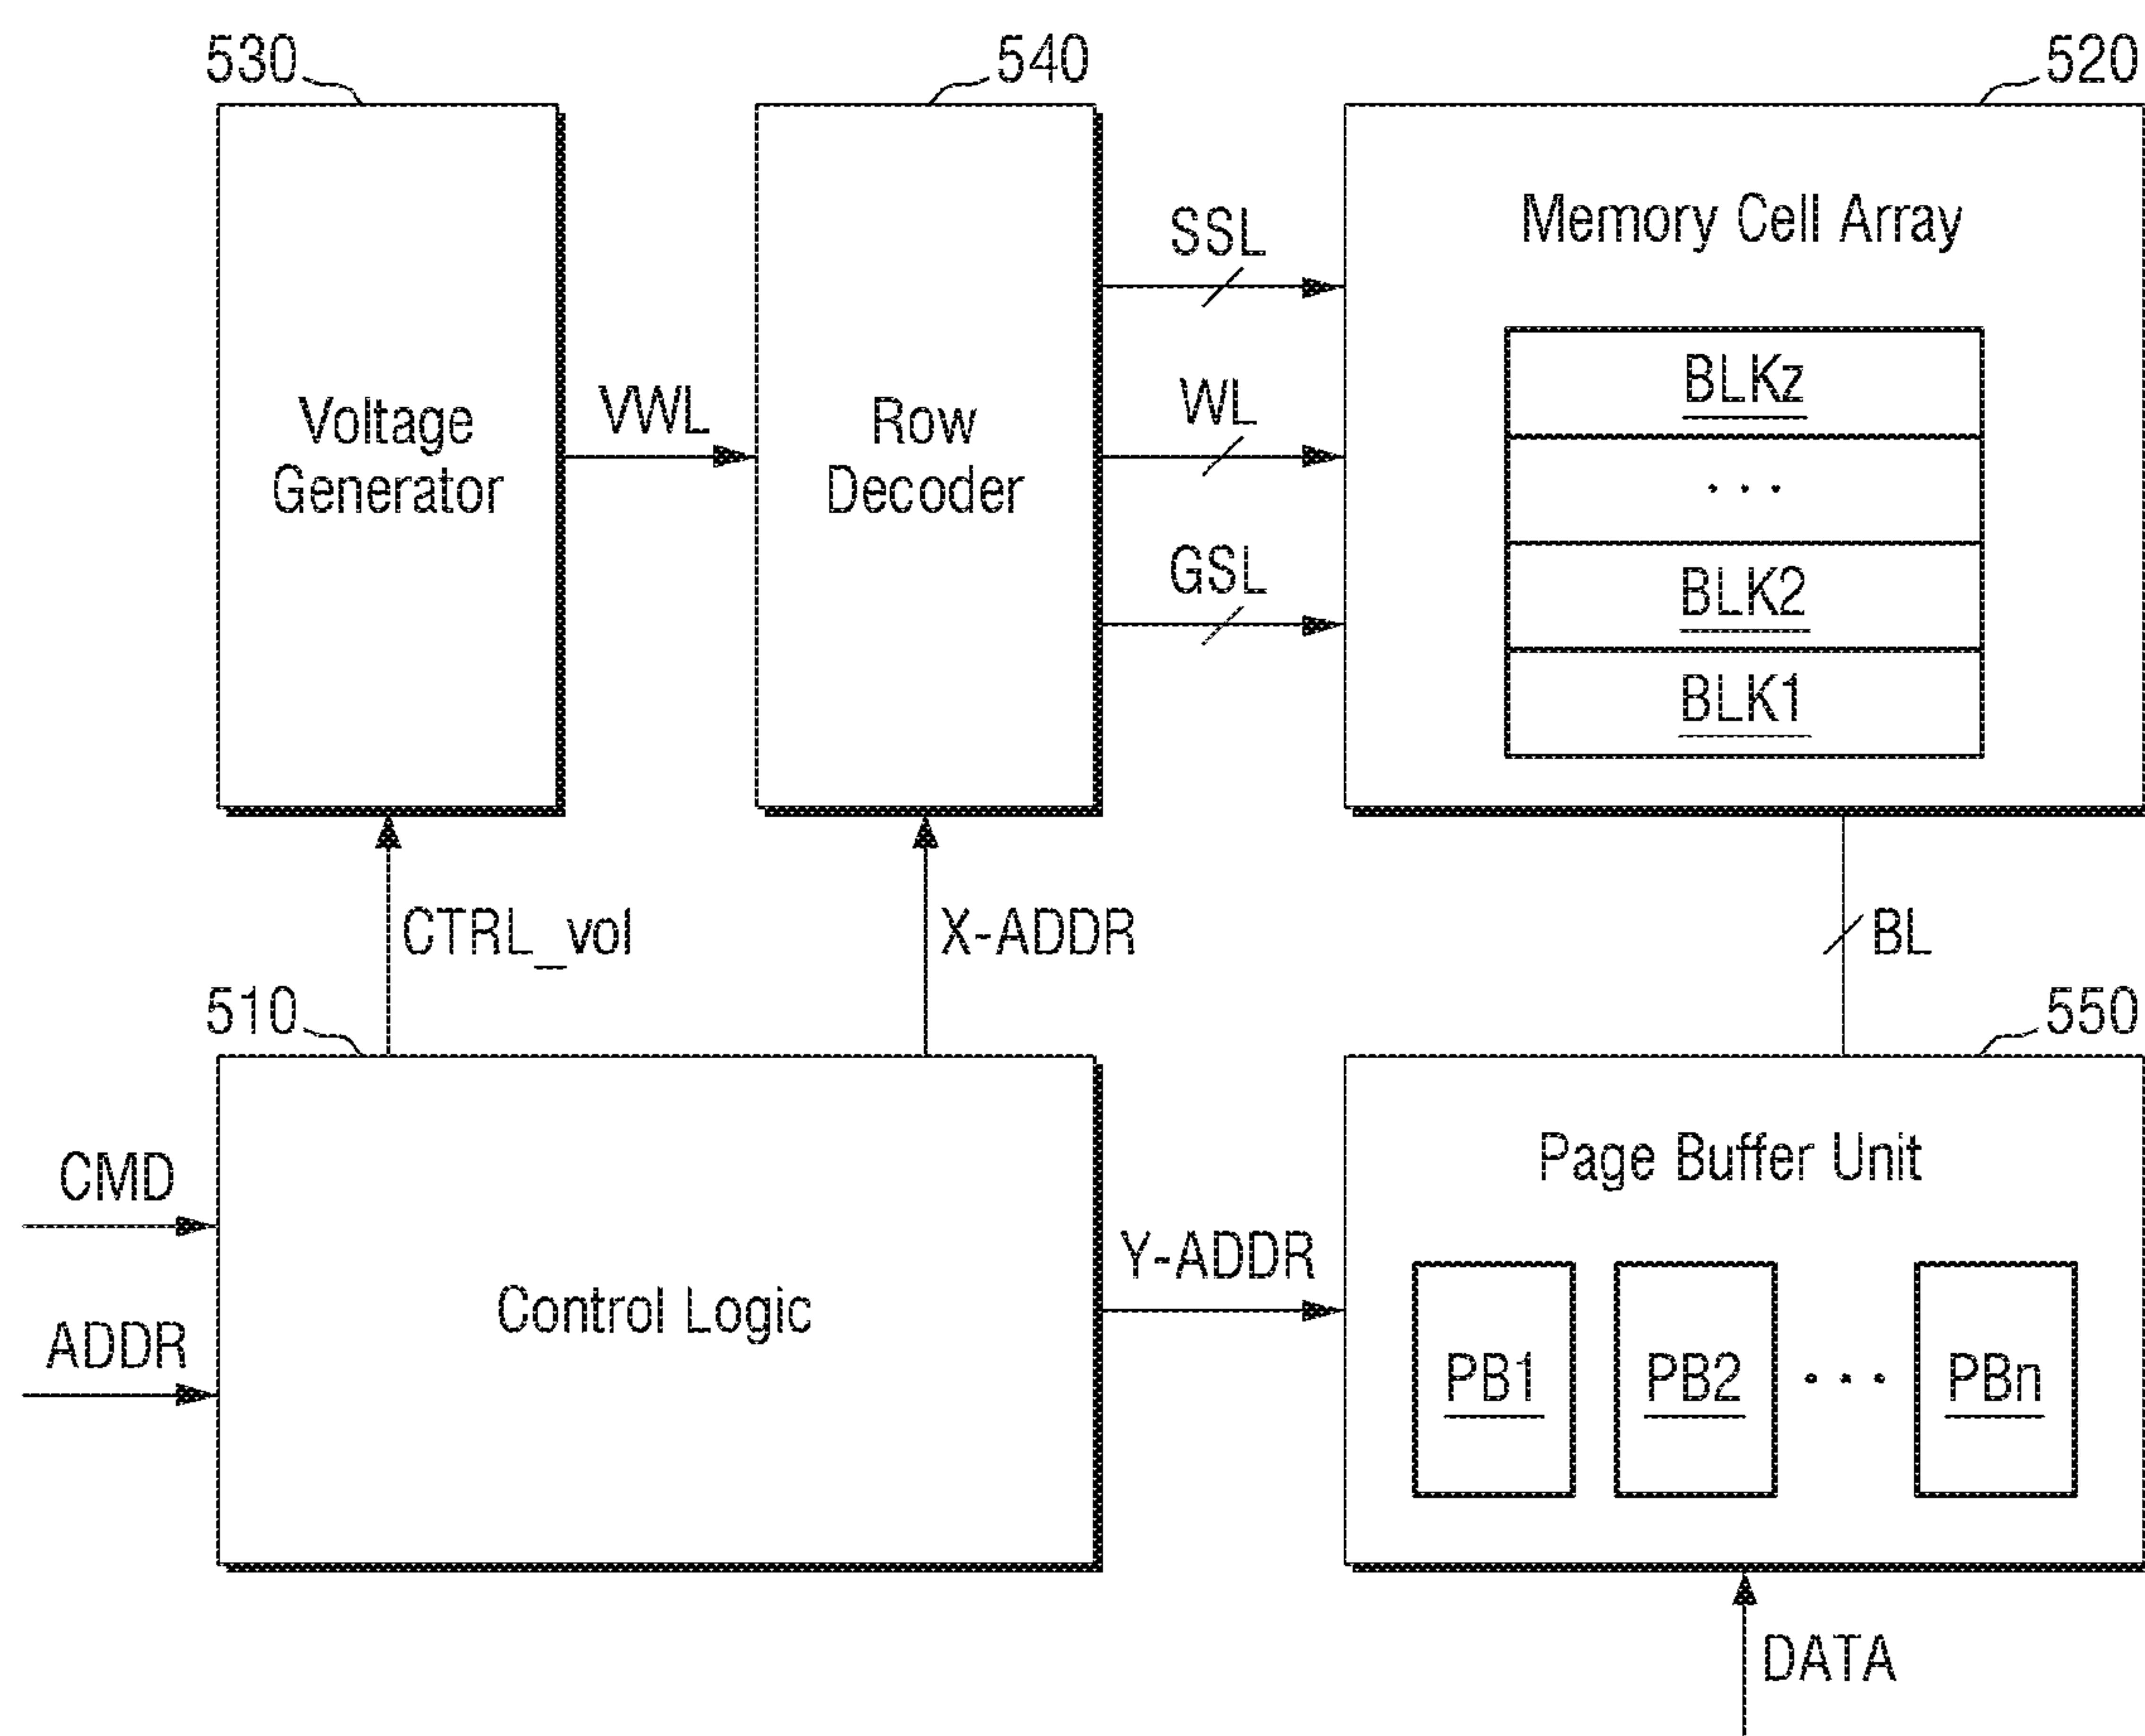 530
540
520
Voltage
Generator
VWL
Row
Decoder
SSL
WL
GSL
Memory Cell Array
BLKz
...
BLK2
BLK1
CTRL_vol
X-ADDR
BL
510
550
CMD
ADDR
Control Logic
Y-ADDR
Page Buffer Unit
PB1 PB2 ... PBn
DATA